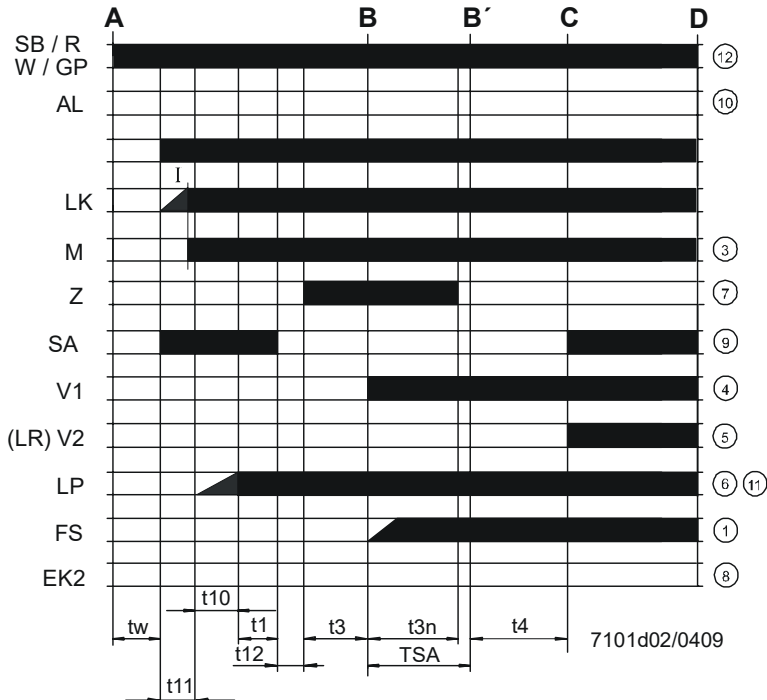 A B B´ C D
SB / R
W / GP ⑫
AL ⑩
I
LK
M ③
Z ⑦
SA ⑨
V1 ④
(LR) V2 ⑤
LP ⑥ ⑪
FS ①
EK2 ⑧
t10
tw t1 t3 t3n t4 7101d02/0409
t12 TSA
t11